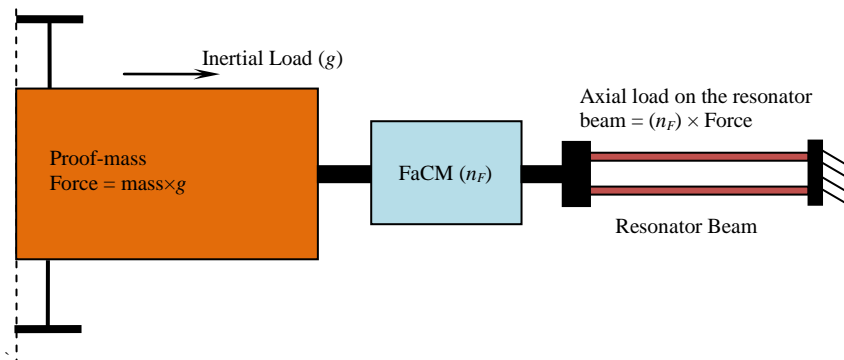 Inertial Load (g)
Axial load on the resonator
beam = (nF) × Force
Proof-mass
Force = mass×g
FaCM (nF)
Resonator Beam